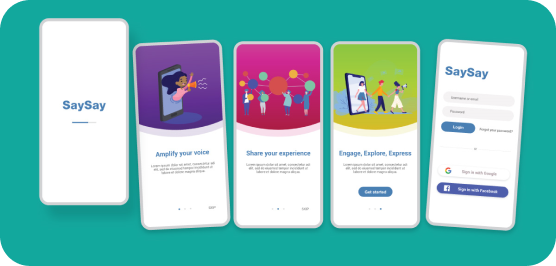 SaySay
Amplify your voice
Lorem ipsum dolor sit amet, consectetur adipiscing elit,
sed do eiusmod tempor incididunt ut
labore et dolore magna aliqua.
SKIP
Share your experience
Lorem ipsum dolor sit amet, consectetur adipiscing elit,
sed do eiusmod tempor incididunt ut
labore et dolore magna aliqua.
SKIP
Engage, Explore, Express
Lorem ipsum dolor sit amet, consectetur adipiscing elit,
sed do eiusmod tempor incididunt ut
labore et dolore magna aliqua.
Get started
SaySay
Username or email
Password
Login
Forgot your password?
or
Sign in with Google
Sign in with Facebook